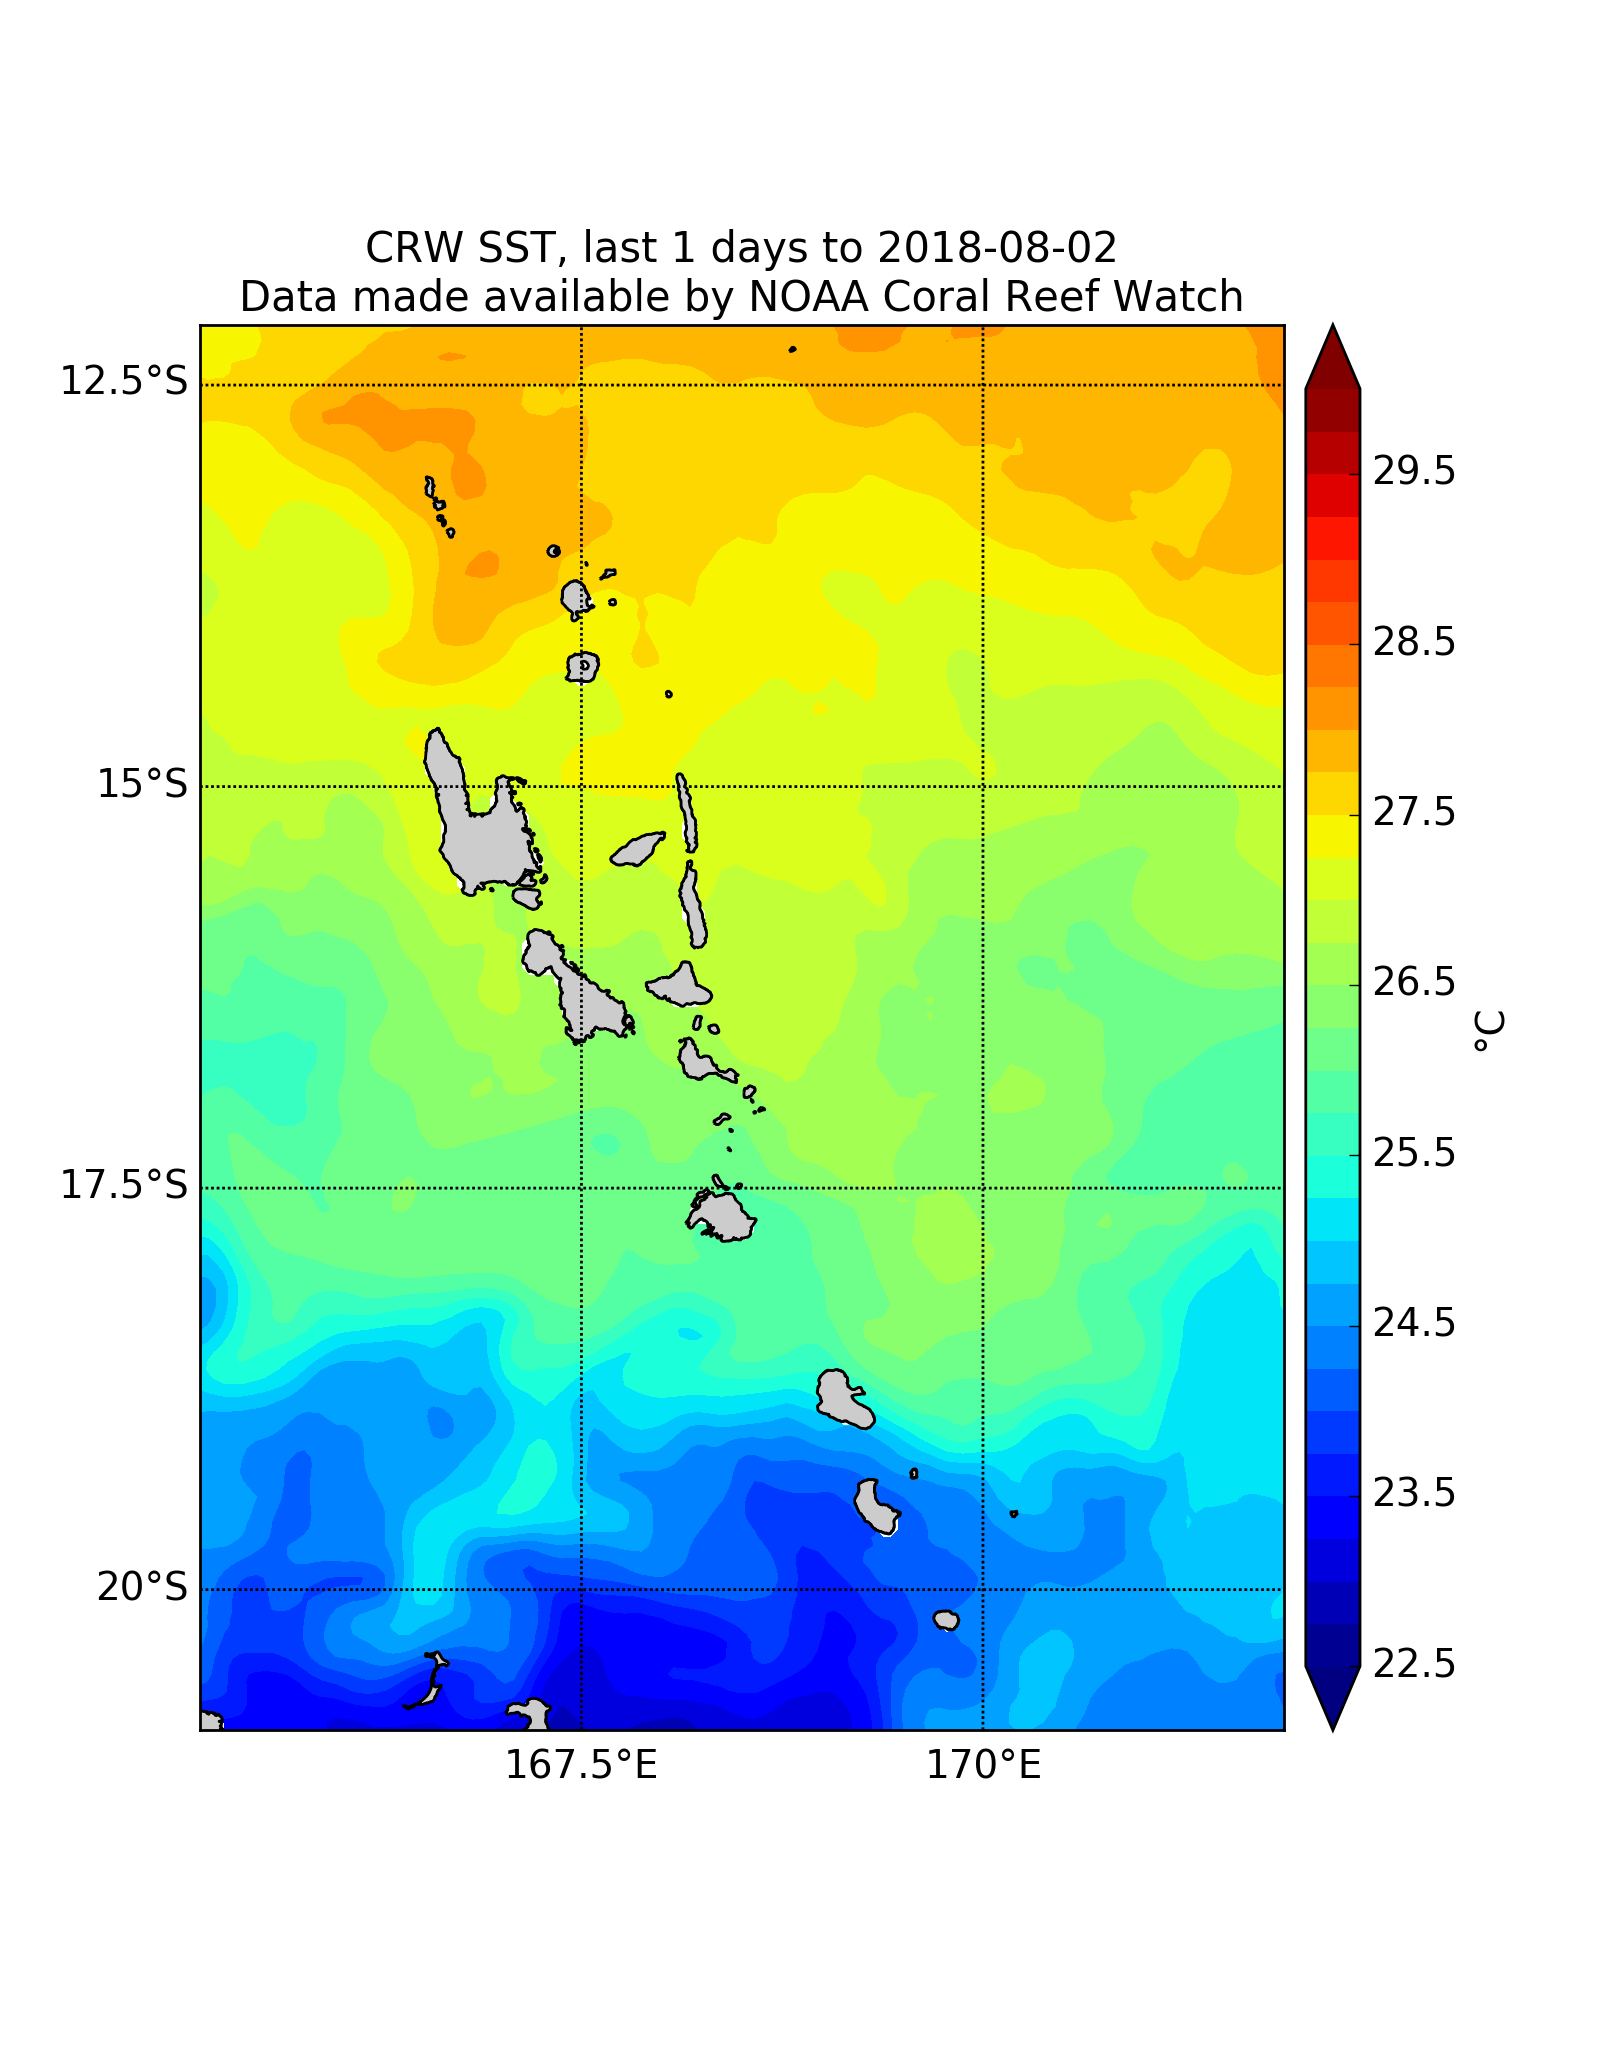 CRW SST, last 1 days to 2018-08-02
Data made available by NOAA Coral Reef Watch
12.5°S
15°S
17.5°S
20°S
167.5°E
170°E
29.5
28.5
27.5
26.5
25.5
24.5
23.5
22.5
°C